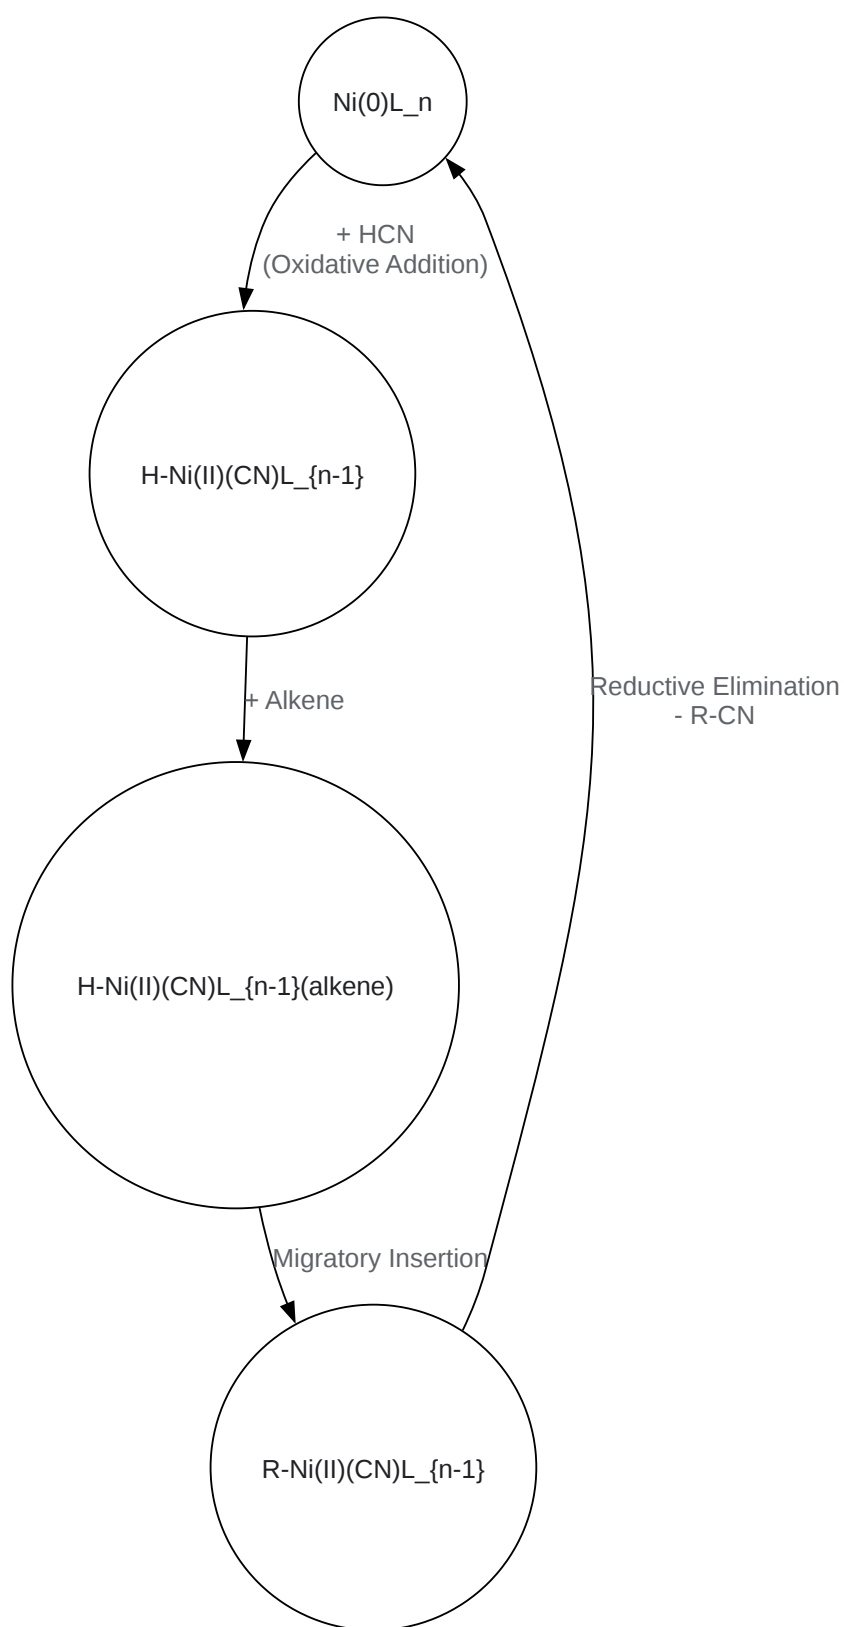 Ni(0)L_n
+ HCN
(Oxidative Addition)
H-Ni(II)(CN)L_{n-1}
+ Alkene
Reductive Elimination
- R-CN
H-Ni(II)(CN)L_{n-1}(alkene)
Migratory Insertion
R-Ni(II)(CN)L_{n-1}